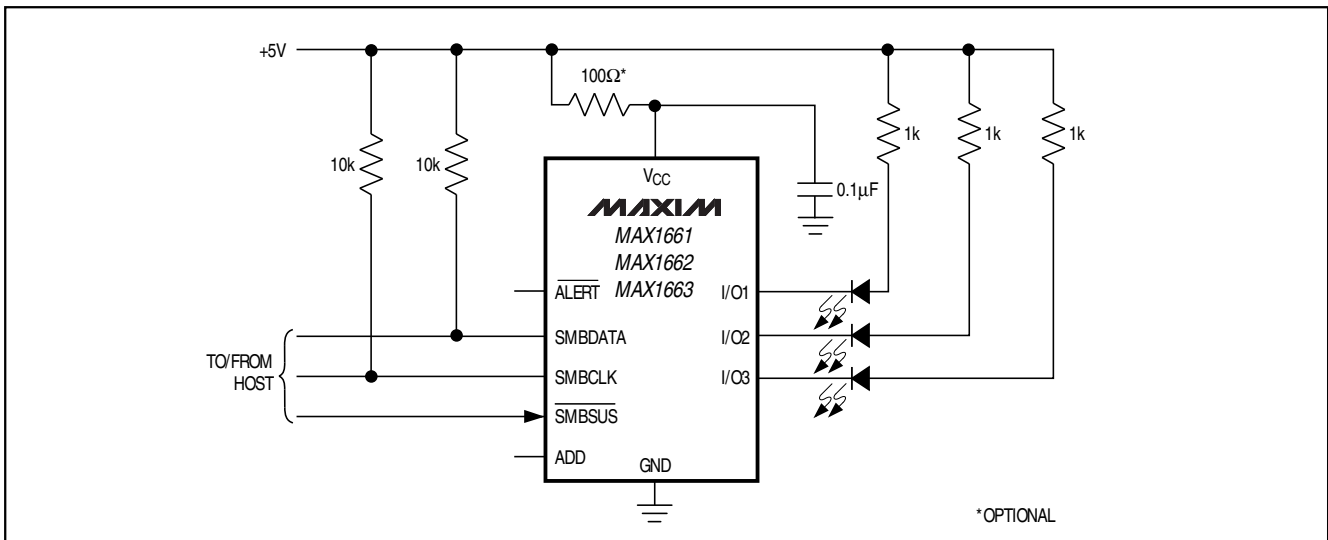 +5V
100Ω*
10k
10k
1k
1k
1k
VCC
0.1µF
MAXIM
MAX1661
MAX1662
MAX1663
ALERT
I/O1
SMBDATA
I/O2
TO/FROM
HOST
SMBCLK
I/O3
SMBSUS
ADD
GND
*OPTIONAL